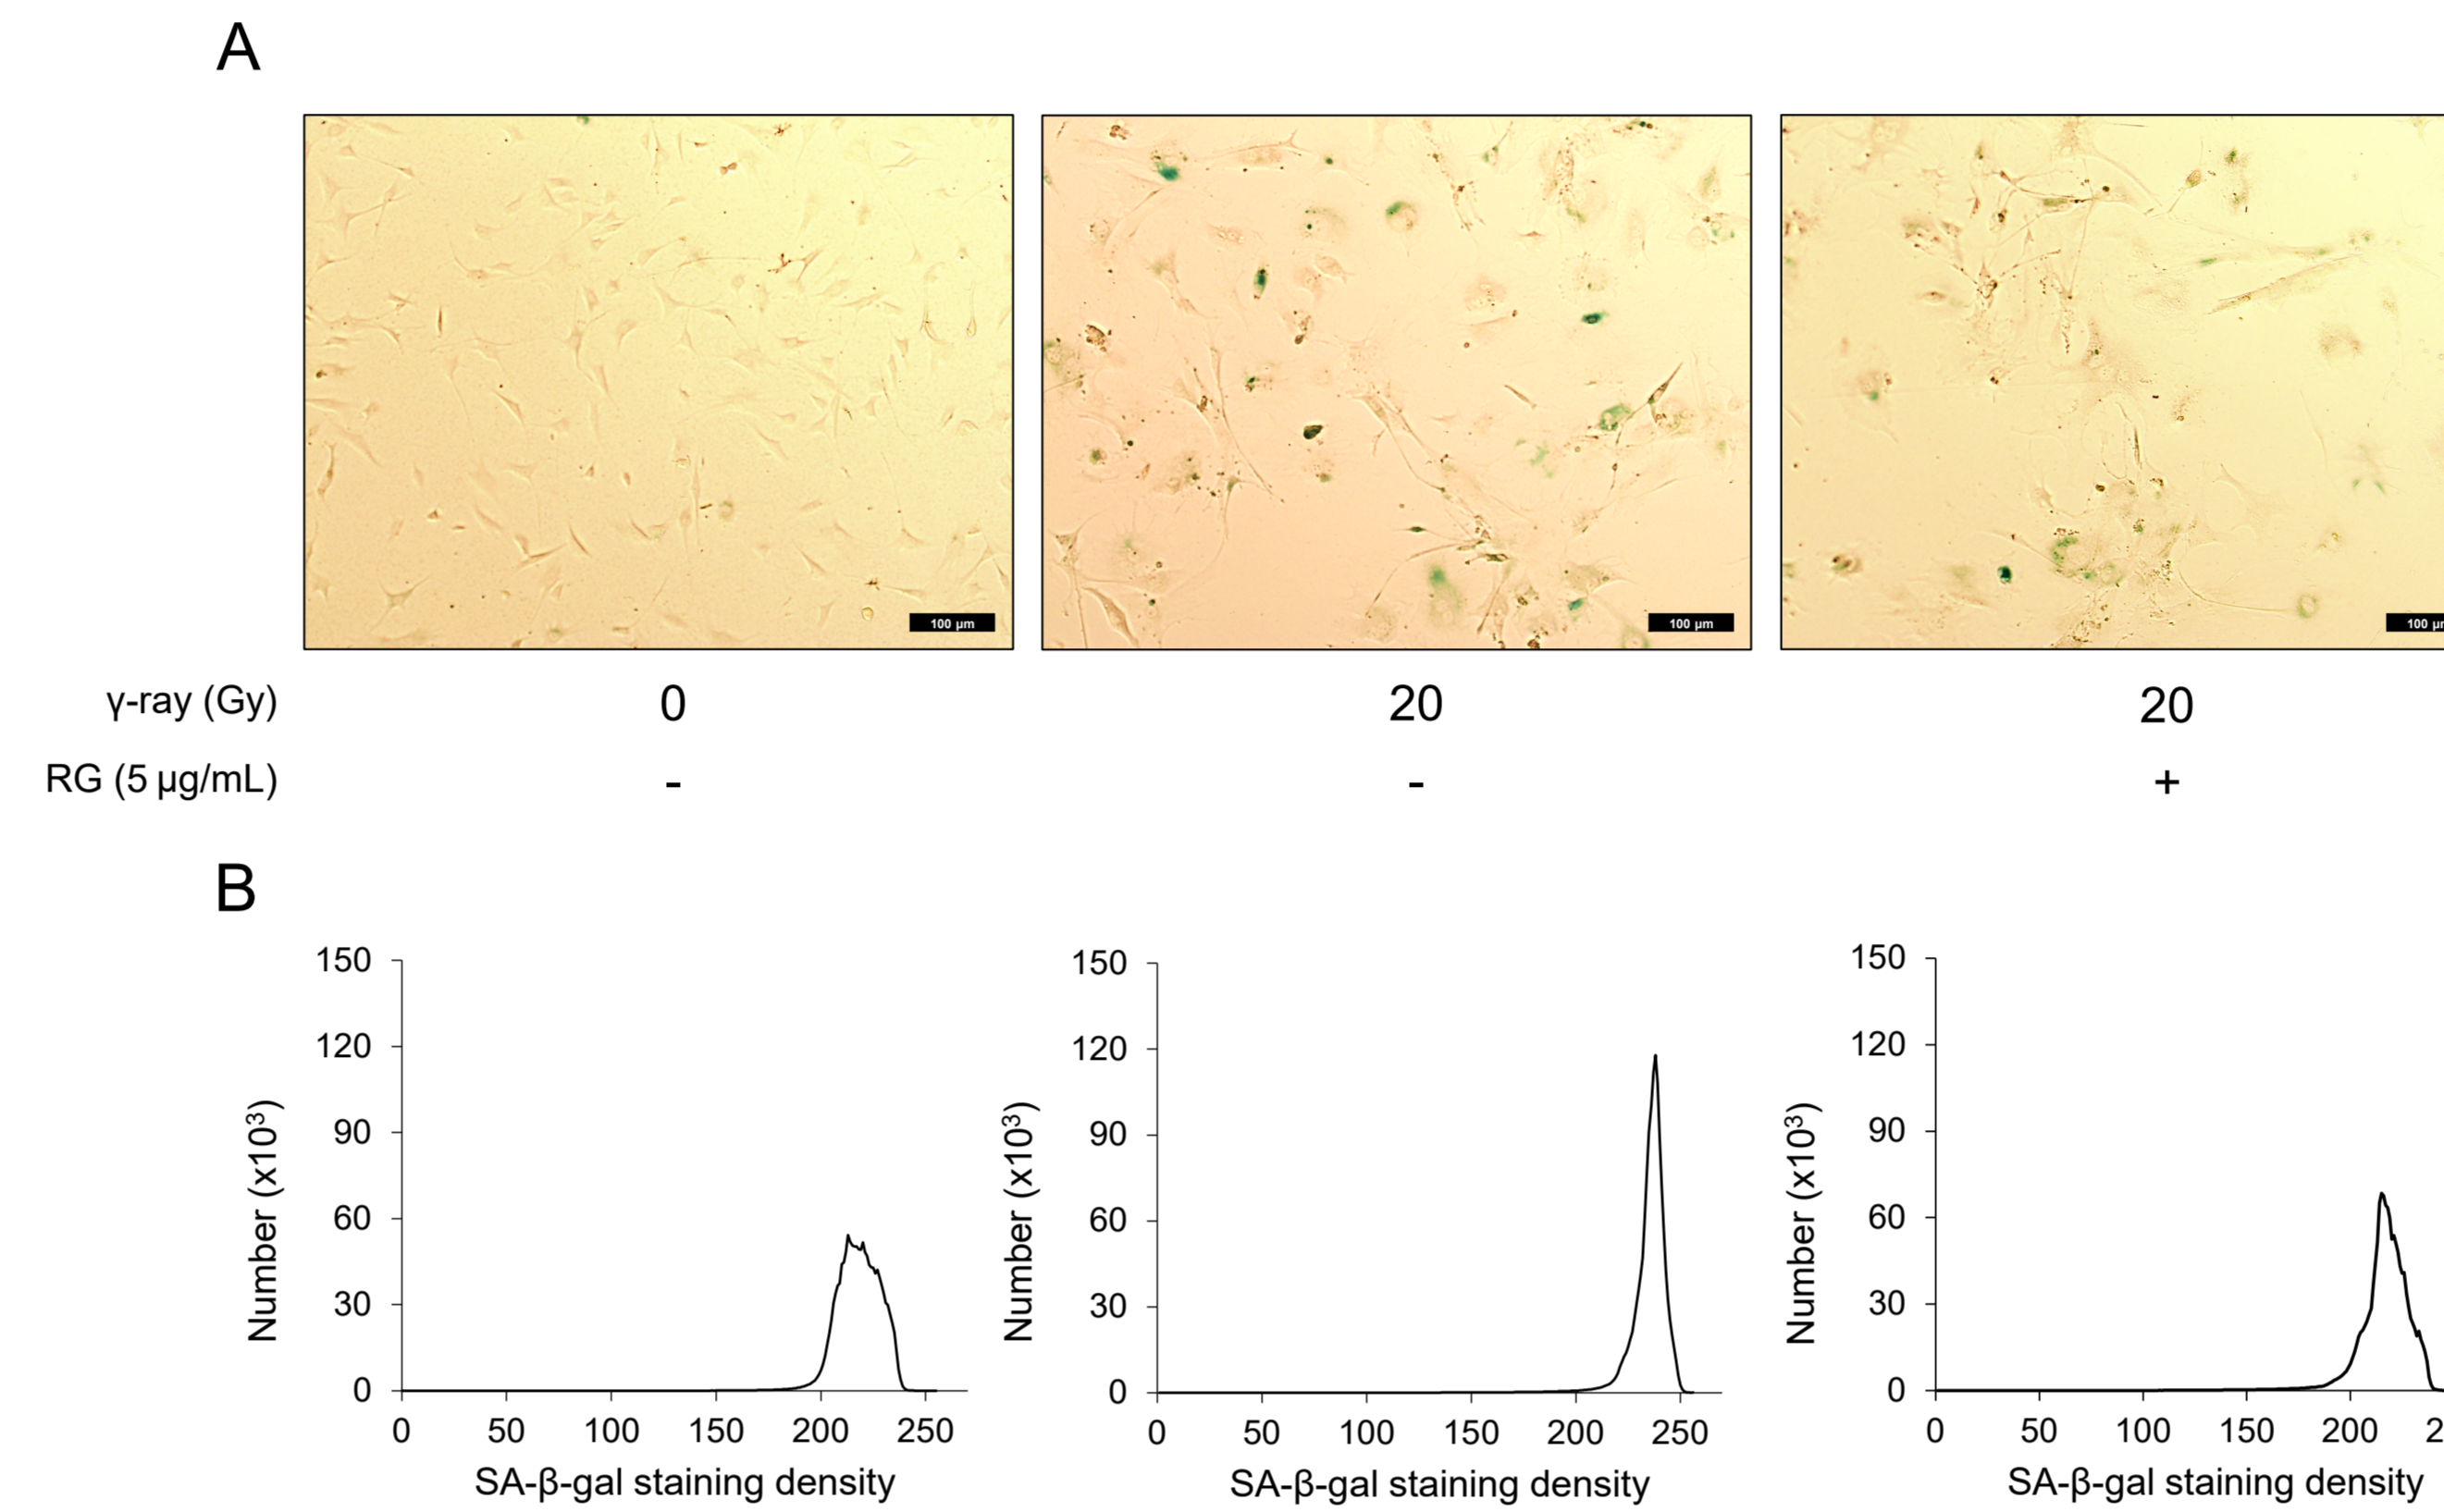 A
100 µm
100 µm
100 µ
γ-ray (Gy) 0 20 20
RG (5 µg/mL) - - +
B
150
120
90
60
30
0
0 50 100 150 200 250
Number (x10³)
SA-β-gal staining density
150
120
90
60
30
0
0 50 100 150 200 250
Number (x10³)
SA-β-gal staining density
150
120
90
60
30
0
0 50 100 150 200 2
Number (x10³)
SA-β-gal staining density